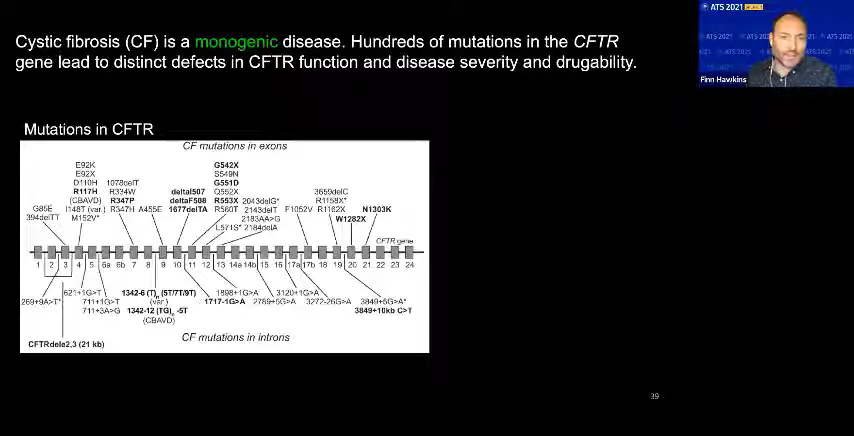 Cystic fibrosis (CF) is a monogenic disease. Hundreds of mutations in the CFTR
gene lead to distinct defects in CFTR function and disease severity and drugability.
ATS 2021
Finn Hawkins
Mutations in CFTR
CF mutations in exons
G85E
394delTT
E92K
E92X
D110H
R117H
(CBAVD)
I148T (var.)
M152V*
1078delT
R334W
R347P
R347H
A455E
deltaI507
deltaF508
1677delTA
G542X
S549N
G551D
Q552X
R553X
R560T
L571S*
2043delG*
2143delT
2183AA>G
2184delA
F1052V
3659delC
R1158X*
R1162X
W1282X
N1303K
CFTR gene
1 2 3 4 5 6a 6b 7 8 9 10 11 12 13 14a 14b 15 16 17a 17b 18 19 20 21 22 23 24
269+9A>T*
621+1G>T
711+1G>T
711+3A>G
1342-6 (T)n (5T/7T/9T)
(var.)
1342-12 (TG)n -5T
(CBAVD)
1717-1G>A
1898+1G>A
2789+5G>A
3120+1G>A
3272-26G>A
3849+5G>A*
3849+10kb C>T
CFTRdele2,3 (21 kb)
CF mutations in introns
39